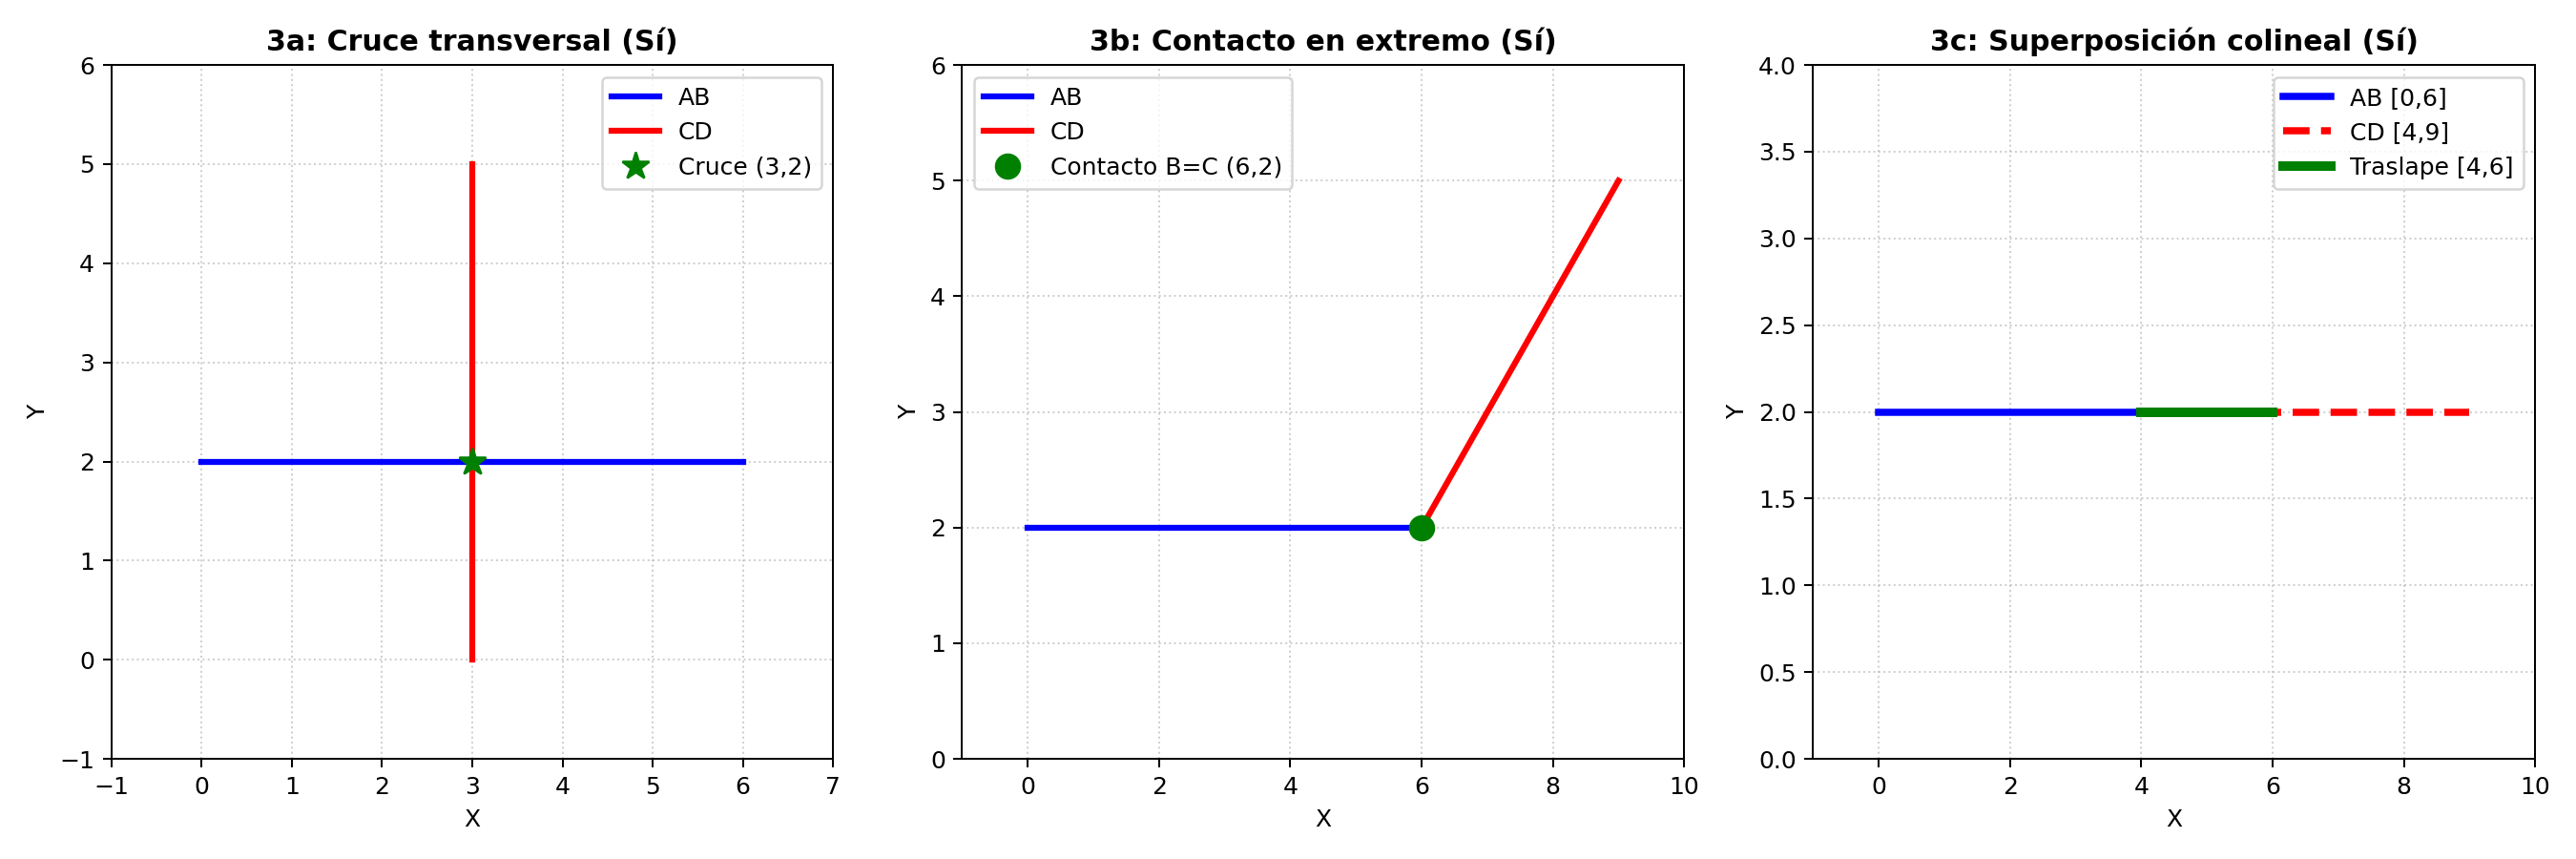 3a: Cruce transversal (Sí)
6
5
4
3
2
1
0
−1
Y
AB
CD
Cruce (3,2)
−1 0 1 2 3 4 5 6 7
X
3b: Contacto en extremo (Sí)
6
5
4
3
2
1
0
Y
AB
CD
Contacto B=C (6,2)
0 2 4 6 8 10
X
3c: Superposición colineal (Sí)
4.0
3.5
3.0
2.5
2.0
1.5
1.0
0.5
0.0
Y
AB [0,6]
CD [4,9]
Traslape [4,6]
0 2 4 6 8 10
X